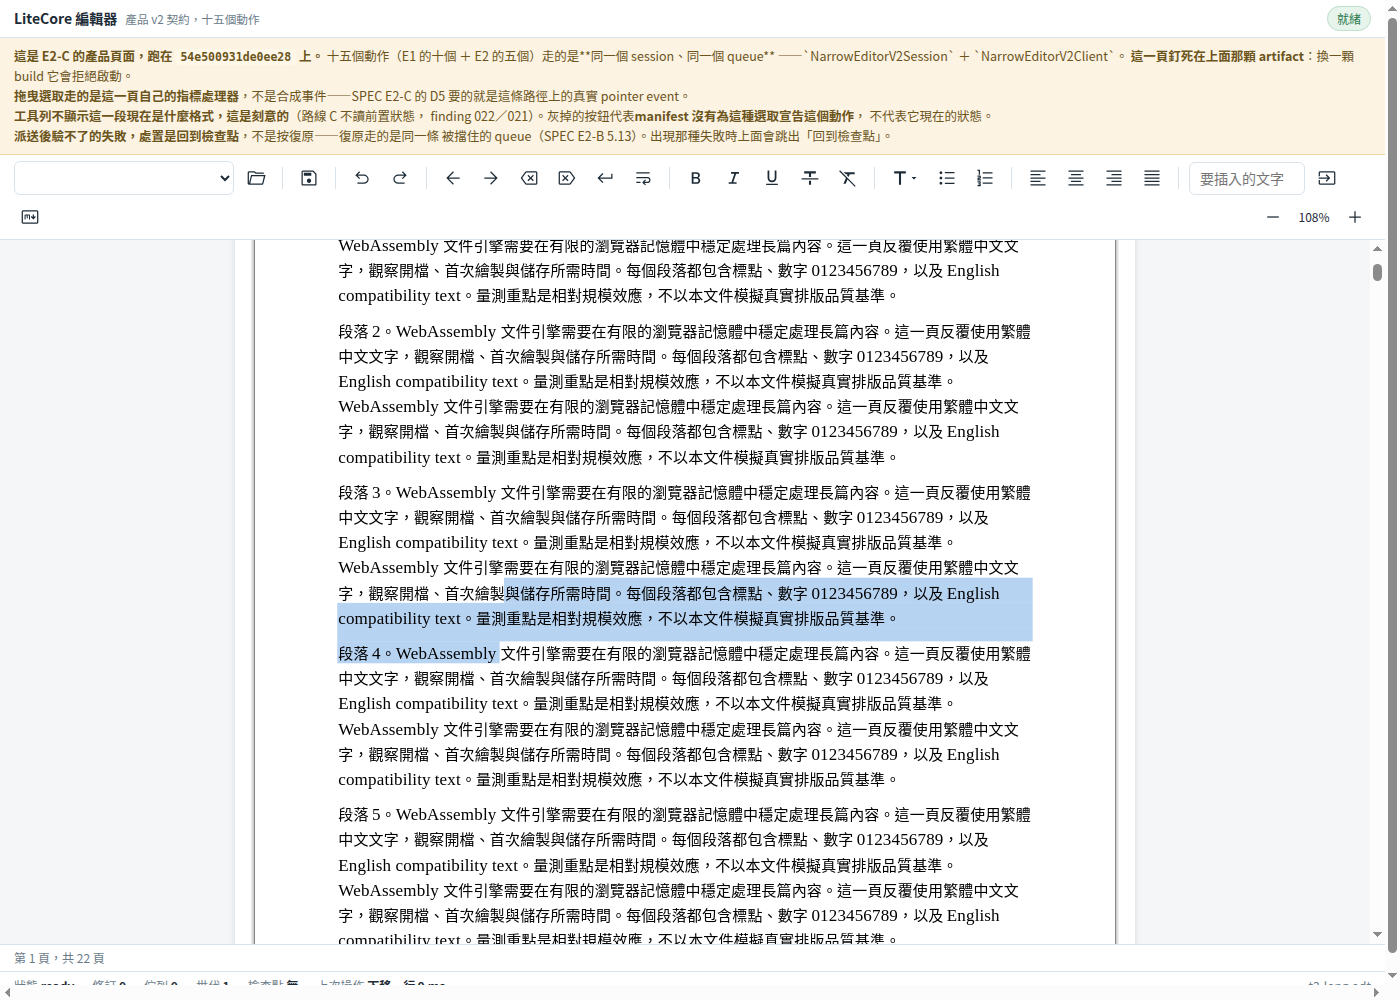 LiteCore 編輯器 產品 v2 契約，十五個動作
就緒
這是 E2-C 的產品頁面，跑在 54e500931de0ee28 上。 十五個動作（E1 的十個 ＋ E2 的五個）走的是**同一個 session、同一個 queue** ——`NarrowEditorV2Session` ＋ `NarrowEditorV2Client`。 這一頁釘死在上面那顆 artifact：換一顆
build 它會拒絕啟動。
拖曳選取走的是這一頁自己的指標處理器，不是合成事件——SPEC E2-C 的 D5 要的就是這條路徑上的真實 pointer event。
工具列不顯示這一段現在是什麼格式，這是刻意的（路線 C 不讀前置狀態， finding 022／021）。灰掉的按鈕代表manifest 沒有為這種選取宣告這個動作， 不代表它現在的狀態。
派送後驗不了的失敗，處置是回到檢查點，不是按復原——復原走的是同一條 被擋住的 queue（SPEC E2-B 5.13）。出現那種失敗時上面會跳出「回到檢查點」。
要插入的文字
108%
WebAssembly 文件引擎需要在有限的瀏覽器記憶體中穩定處理長篇內容。這一頁反覆使用繁體中文文
字，觀察開檔、首次繪製與儲存所需時間。每個段落都包含標點、數字 0123456789，以及 English
compatibility text。量測重點是相對規模效應，不以本文件模擬真實排版品質基準。
段落 2。WebAssembly 文件引擎需要在有限的瀏覽器記憶體中穩定處理長篇內容。這一頁反覆使用繁體
中文文字，觀察開檔、首次繪製與儲存所需時間。每個段落都包含標點、數字 0123456789，以及
English compatibility text。量測重點是相對規模效應，不以本文件模擬真實排版品質基準。
WebAssembly 文件引擎需要在有限的瀏覽器記憶體中穩定處理長篇內容。這一頁反覆使用繁體中文文
字，觀察開檔、首次繪製與儲存所需時間。每個段落都包含標點、數字 0123456789，以及 English
compatibility text。量測重點是相對規模效應，不以本文件模擬真實排版品質基準。
段落 3。WebAssembly 文件引擎需要在有限的瀏覽器記憶體中穩定處理長篇內容。這一頁反覆使用繁體
中文文字，觀察開檔、首次繪製與儲存所需時間。每個段落都包含標點、數字 0123456789，以及
English compatibility text。量測重點是相對規模效應，不以本文件模擬真實排版品質基準。
WebAssembly 文件引擎需要在有限的瀏覽器記憶體中穩定處理長篇內容。這一頁反覆使用繁體中文文
字，觀察開檔、首次繪製與儲存所需時間。每個段落都包含標點、數字 0123456789，以及 English
compatibility text。量測重點是相對規模效應，不以本文件模擬真實排版品質基準。
段落 4。WebAssembly 文件引擎需要在有限的瀏覽器記憶體中穩定處理長篇內容。這一頁反覆使用繁體
中文文字，觀察開檔、首次繪製與儲存所需時間。每個段落都包含標點、數字 0123456789，以及
English compatibility text。量測重點是相對規模效應，不以本文件模擬真實排版品質基準。
WebAssembly 文件引擎需要在有限的瀏覽器記憶體中穩定處理長篇內容。這一頁反覆使用繁體中文文
字，觀察開檔、首次繪製與儲存所需時間。每個段落都包含標點、數字 0123456789，以及 English
compatibility text。量測重點是相對規模效應，不以本文件模擬真實排版品質基準。
段落 5。WebAssembly 文件引擎需要在有限的瀏覽器記憶體中穩定處理長篇內容。這一頁反覆使用繁體
中文文字，觀察開檔、首次繪製與儲存所需時間。每個段落都包含標點、數字 0123456789，以及
English compatibility text。量測重點是相對規模效應，不以本文件模擬真實排版品質基準。
WebAssembly 文件引擎需要在有限的瀏覽器記憶體中穩定處理長篇內容。這一頁反覆使用繁體中文文
字，觀察開檔、首次繪製與儲存所需時間。每個段落都包含標點、數字 0123456789，以及 English
compatibility text。量測重點是相對規模效應，不以本文件模擬真實排版品質基準。
第 1 頁，共 22 頁